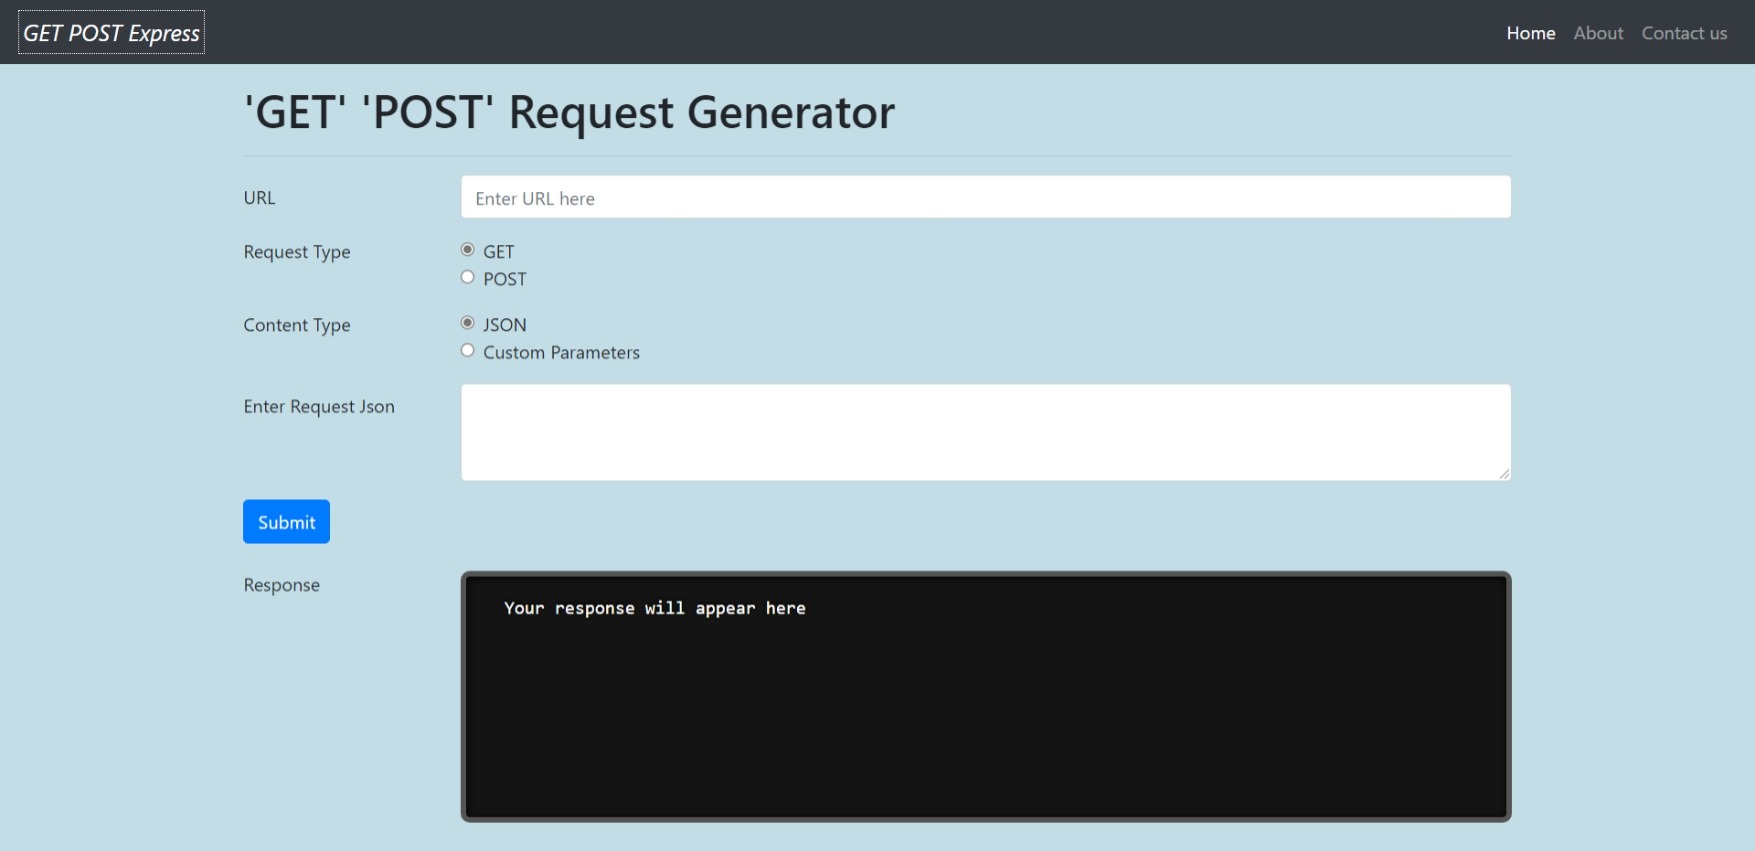 GET POST Express
Home About Contact us
'GET' 'POST' Request Generator
URL Enter URL here
Request Type GET
POST
Content Type JSON
Custom Parameters
Enter Request Json
Submit
Response
Your response will appear here